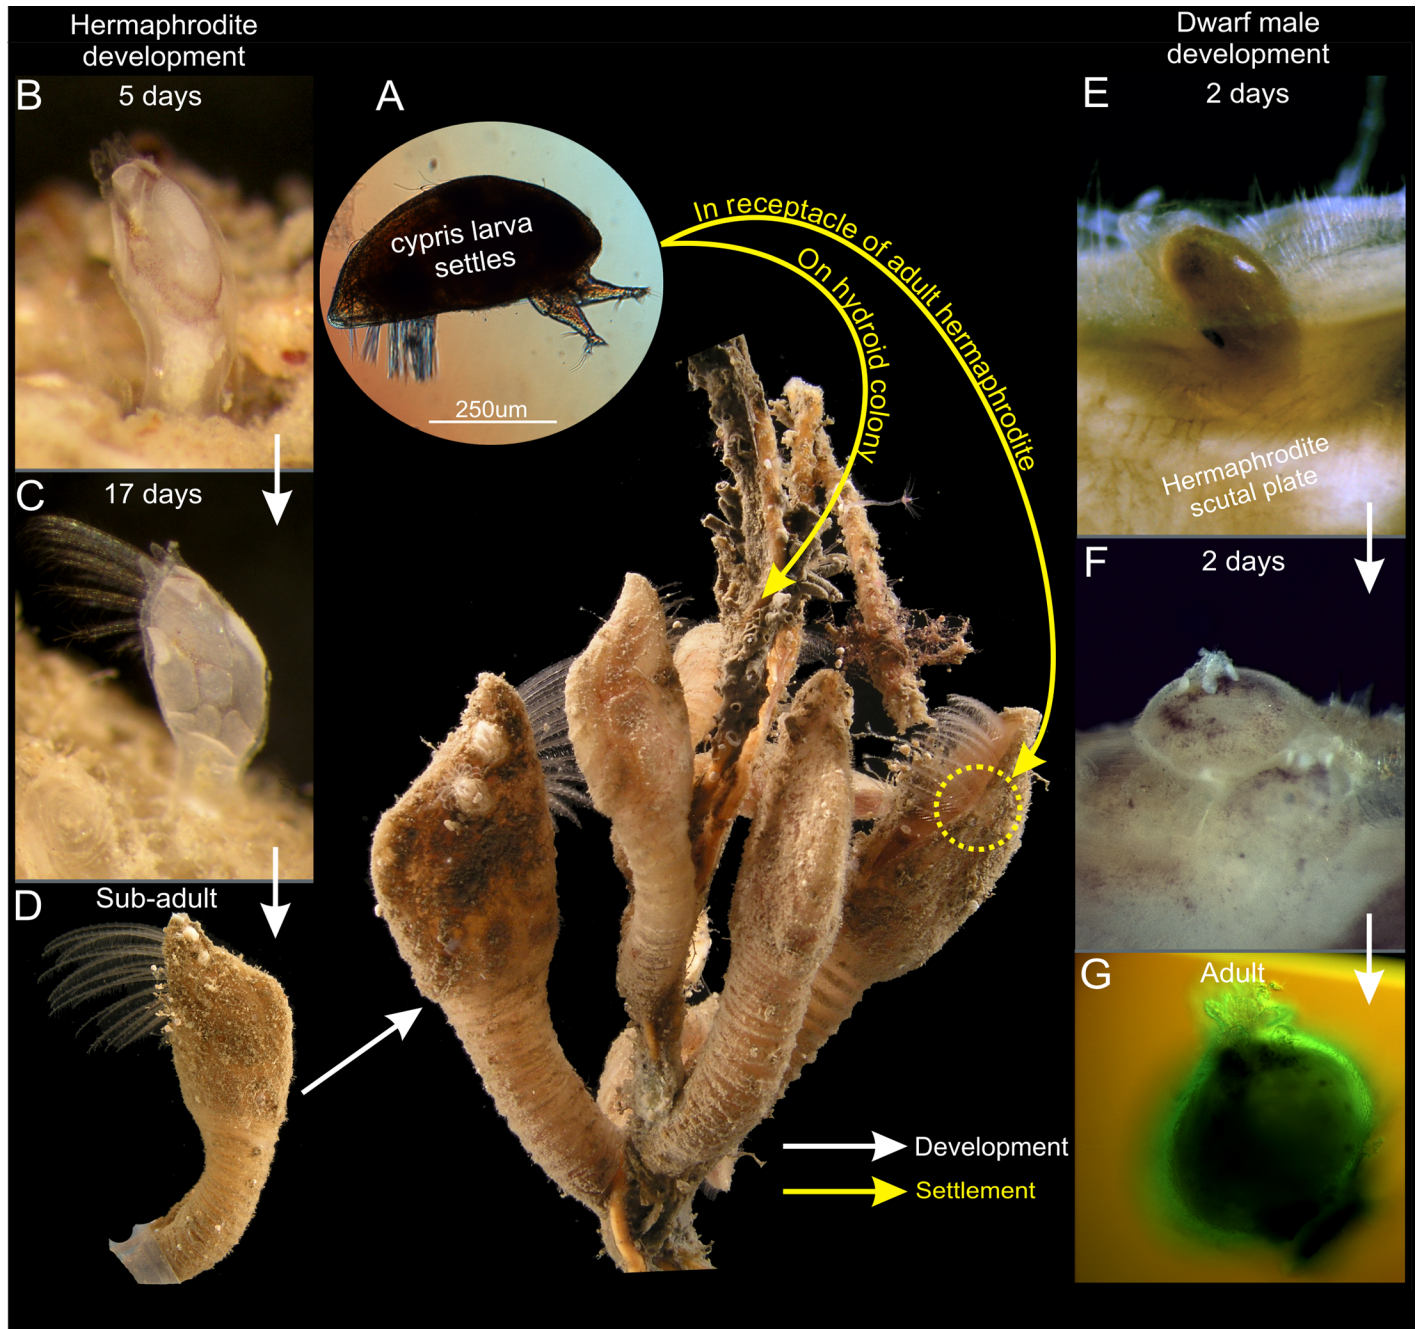 Hermaphrodite
development
B
5 days
A
cypris larva
settles
250um
In receptacle of adult hermaphrodite
On hydroid colony
C
17 days
D
Sub-adult
Development
Settlement
Dwarf male
development
E
2 days
Hermaphrodite
scutal plate
F
2 days
G
Adult